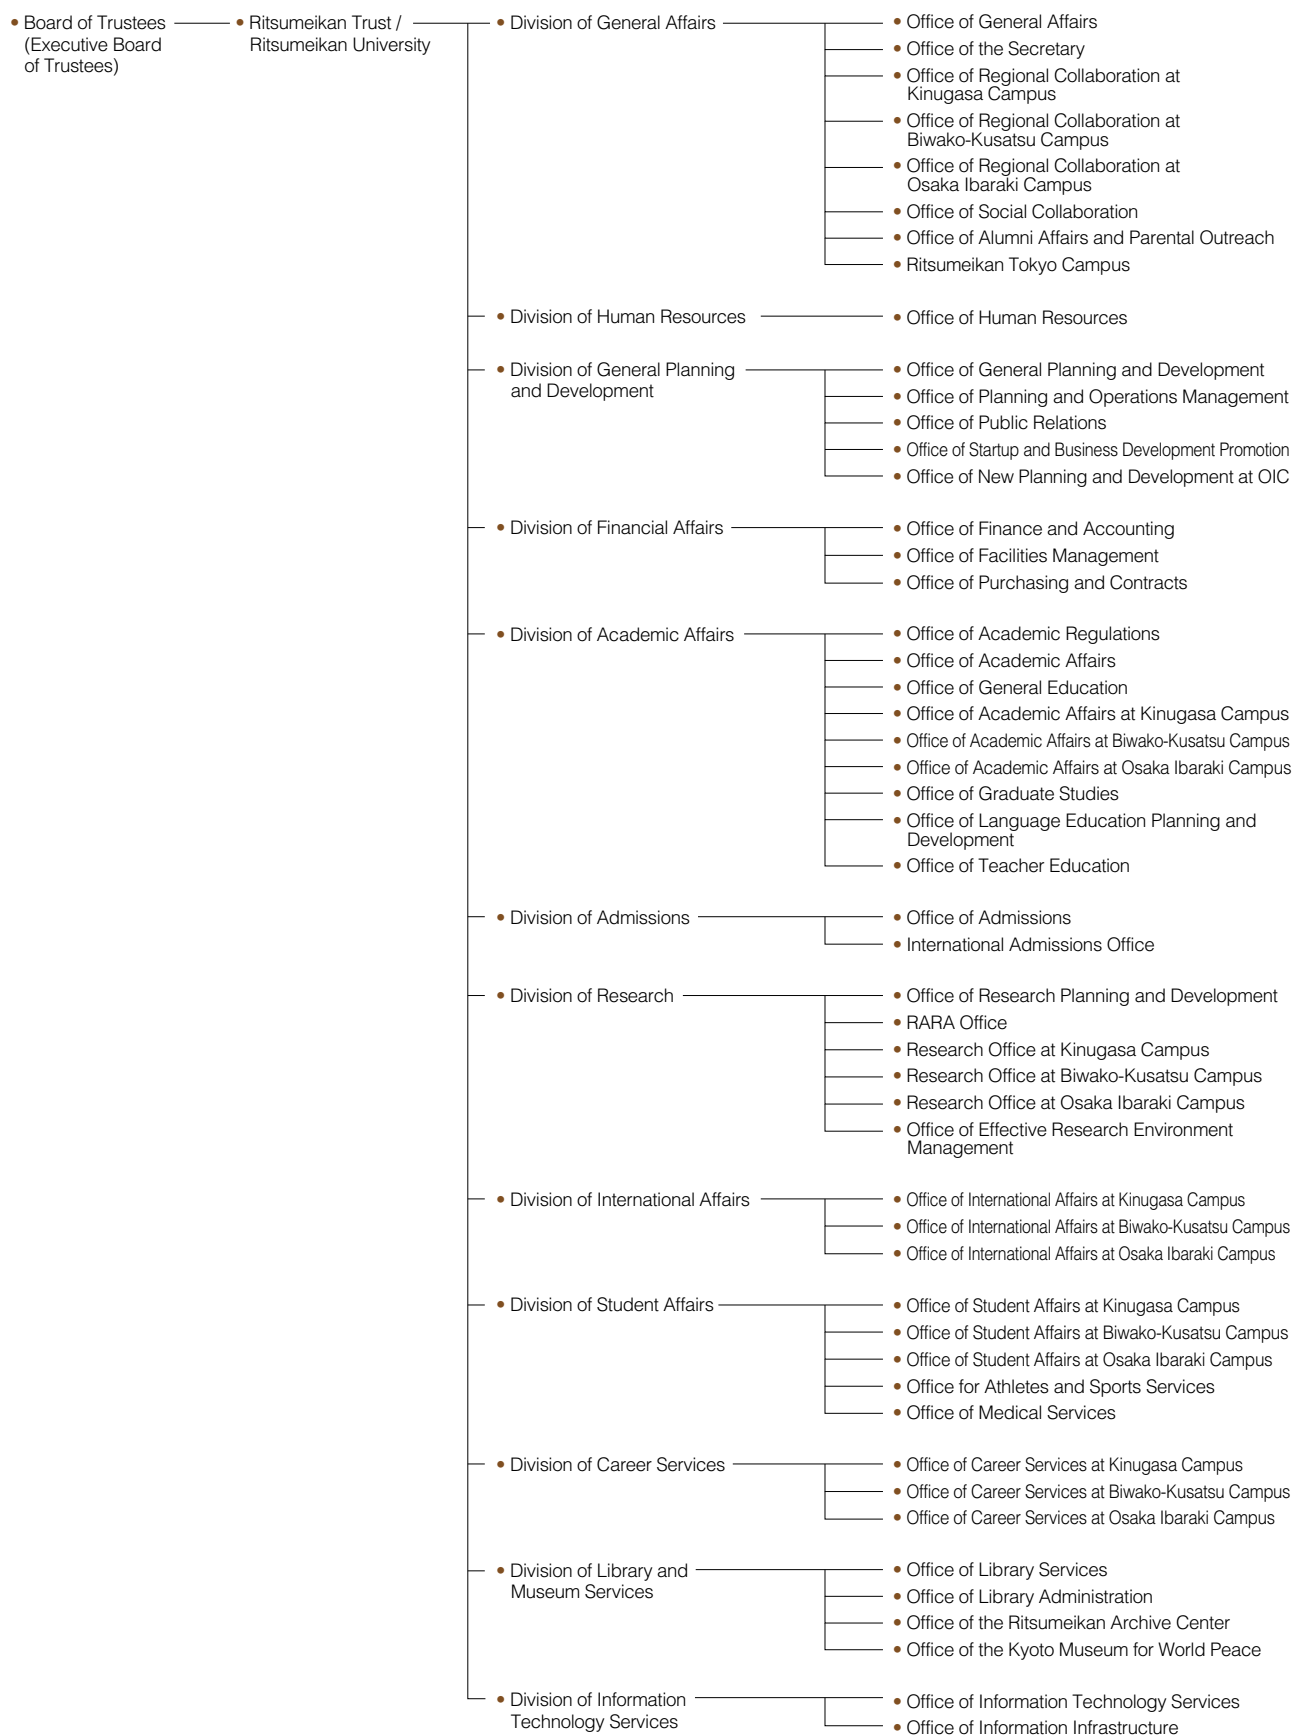 • Board of Trustees
(Executive Board
of Trustees)
• Ritsumeikan Trust /
Ritsumeikan University
• Division of General Affairs
• Office of General Affairs
• Office of the Secretary
• Office of Regional Collaboration at
Kinugasa Campus
• Office of Regional Collaboration at
Biwako-Kusatsu Campus
• Office of Regional Collaboration at
Osaka Ibaraki Campus
• Office of Social Collaboration
• Office of Alumni Affairs and Parental Outreach
• Ritsumeikan Tokyo Campus
• Division of Human Resources
• Office of Human Resources
• Division of General Planning
and Development
• Office of General Planning and Development
• Office of Planning and Operations Management
• Office of Public Relations
• Office of Startup and Business Development Promotion
• Office of New Planning and Development at OIC
• Division of Financial Affairs
• Office of Finance and Accounting
• Office of Facilities Management
• Office of Purchasing and Contracts
• Division of Academic Affairs
• Office of Academic Regulations
• Office of Academic Affairs
• Office of General Education
• Office of Academic Affairs at Kinugasa Campus
• Office of Academic Affairs at Biwako-Kusatsu Campus
• Office of Academic Affairs at Osaka Ibaraki Campus
• Office of Graduate Studies
• Office of Language Education Planning and
Development
• Office of Teacher Education
• Division of Admissions
• Office of Admissions
• International Admissions Office
• Division of Research
• Office of Research Planning and Development
• RARA Office
• Research Office at Kinugasa Campus
• Research Office at Biwako-Kusatsu Campus
• Research Office at Osaka Ibaraki Campus
• Office of Effective Research Environment
Management
• Division of International Affairs
• Office of International Affairs at Kinugasa Campus
• Office of International Affairs at Biwako-Kusatsu Campus
• Office of International Affairs at Osaka Ibaraki Campus
• Division of Student Affairs
• Office of Student Affairs at Kinugasa Campus
• Office of Student Affairs at Biwako-Kusatsu Campus
• Office of Student Affairs at Osaka Ibaraki Campus
• Office for Athletes and Sports Services
• Office of Medical Services
• Division of Career Services
• Office of Career Services at Kinugasa Campus
• Office of Career Services at Biwako-Kusatsu Campus
• Office of Career Services at Osaka Ibaraki Campus
• Division of Library and
Museum Services
• Office of Library Services
• Office of Library Administration
• Office of the Ritsumeikan Archive Center
• Office of the Kyoto Museum for World Peace
• Division of Information
Technology Services
• Office of Information Technology Services
• Office of Information Infrastructure